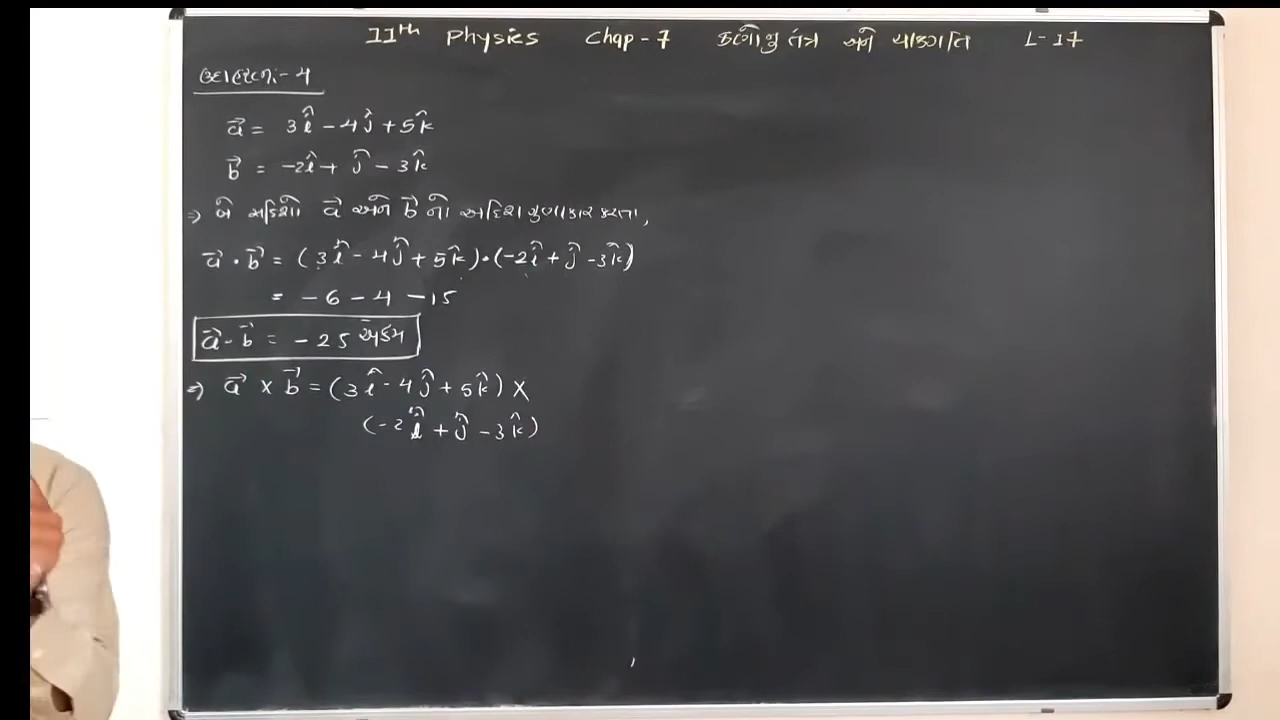 11th Physics Chap-7 કણોનું તંત્ર અને ચાકગતિ L-17
ઉદાહરણ:-4
a⃗ = 3î - 4ĵ + 5k̂
b⃗ = -2î + ĵ - 3k̂
⇒ બે સદિશો a⃗ અને b⃗ નો અદિશ ગુણાકાર કરતા,
a⃗ · b⃗ = (3î - 4ĵ + 5k̂)·(-2î + ĵ - 3k̂)
= -6 - 4 - 15
a⃗ · b⃗ = -25 એકમ
⇒ a⃗ × b⃗ = (3î - 4ĵ + 5k̂) ×
(-2î + ĵ - 3k̂)